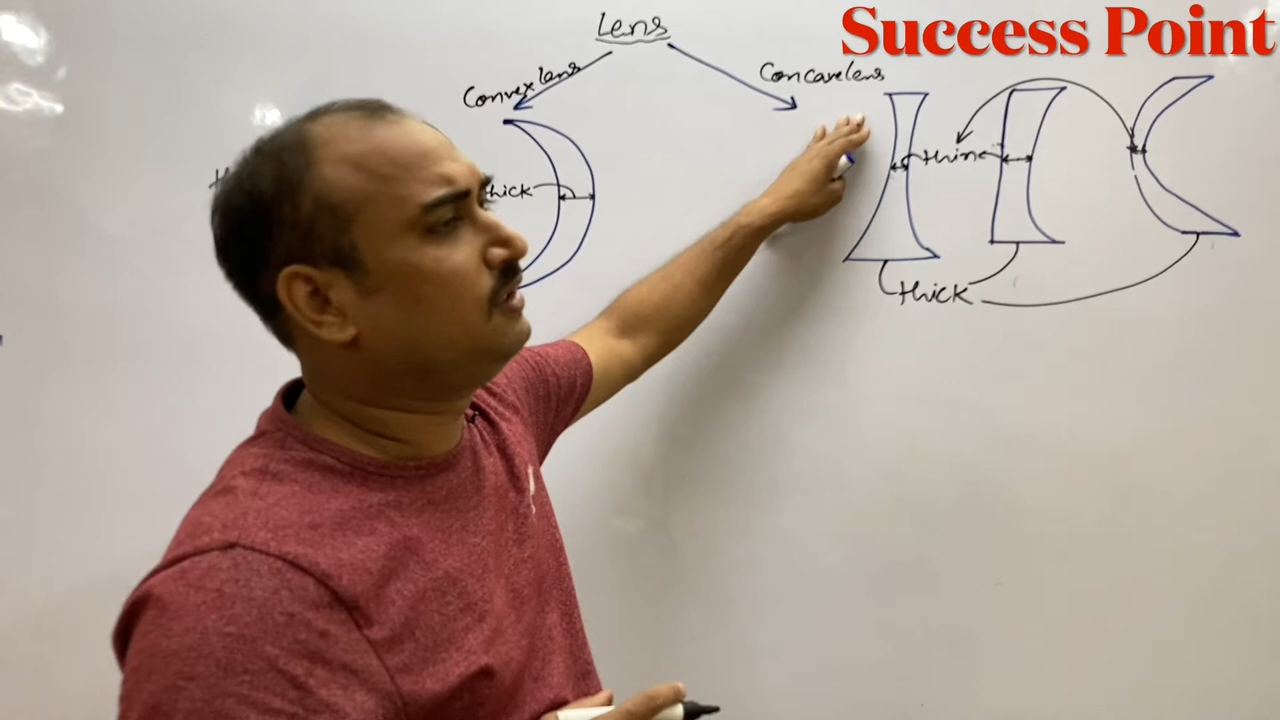 Success Point
Lens
Convex lens
Concave lens
thick
thin
thick